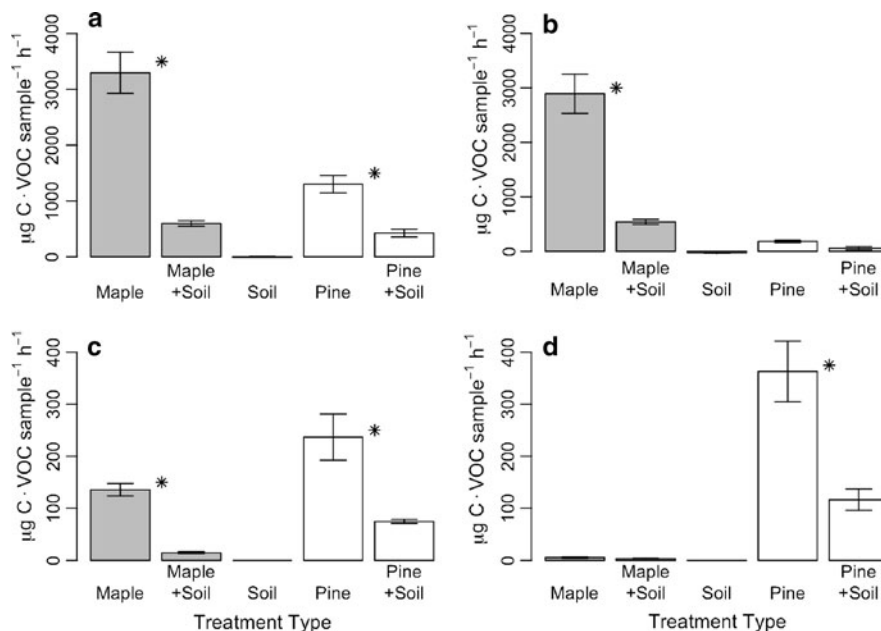 a
µg C · VOC sample⁻¹ h⁻¹
4000
3000
2000
1000
0
Maple
Maple
+Soil
Soil
Pine
Pine
+Soil
*
*
b
µg C · VOC sample⁻¹ h⁻¹
4000
3000
2000
1000
0
Maple
Maple
+Soil
Soil
Pine
Pine
+Soil
*
c
µg C · VOC sample⁻¹ h⁻¹
400
300
200
100
0
Maple
Maple
+Soil
Soil
Pine
Pine
+Soil
*
*
Treatment Type
d
µg C · VOC sample⁻¹ h⁻¹
400
300
200
100
0
Maple
Maple
+Soil
Soil
Pine
Pine
+Soil
*
Treatment Type